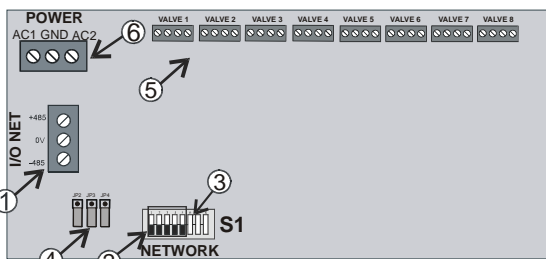 POWER
AC1 GND AC2
6
VALVE 1 VALVE 2 VALVE 3 VALVE 4 VALVE 5 VALVE 6 VALVE 7 VALVE 8
5
I/O NET
+485
0V
-485
1
JP2 JP3 JP4
3
S1
4
2
NETWORK